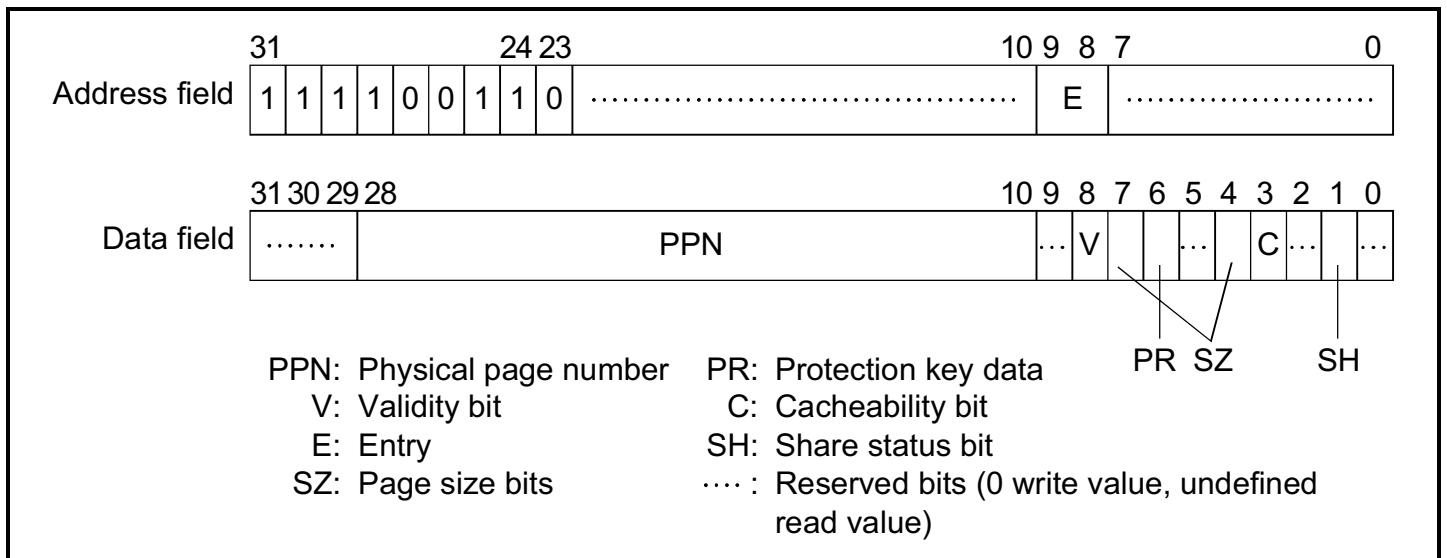 31 24 23 10 9 8 7 0
Address field 1 1 1 1 0 0 1 1 0 ........................................ E ........................
31 30 29 28 10 9 8 7 6 5 4 3 2 1 0
Data field ....... PPN ... V ... C ... ...
PR SZ SH
PPN: Physical page number PR: Protection key data
V: Validity bit C: Cacheability bit
E: Entry SH: Share status bit
SZ: Page size bits .... : Reserved bits (0 write value, undefined
read value)